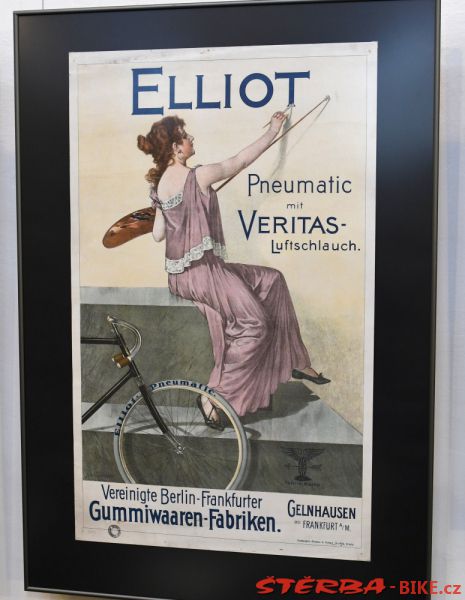 ELLIOT
Pneumatic
mit
VERITAS-
LUFTSCHLAUCH.
Elliot. Pneumatic.
Vereinigte Berlin-Frankfurter
Gummiwaaren-Fabriken.
GELNHAUSEN
BEI FRANKFURT A/M.
ŠTĚRBA-BIKE.cz